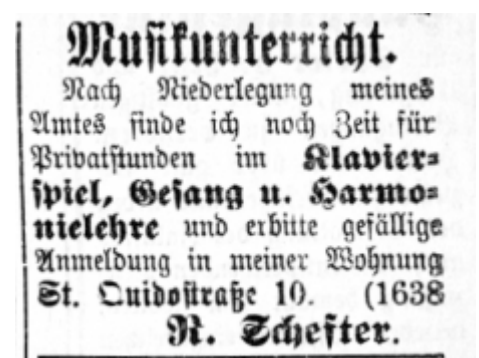 Musikunterricht.
Nach Niederlegung meines
Amtes finde ich noch Zeit für
Privatstunden im Klavier=
spiel, Gesang u. Harmo=
nielehre und erbitte gefällige
Anmeldung in meiner Wohnung
St. Quidostraße 10. (1638
R. Schefter.